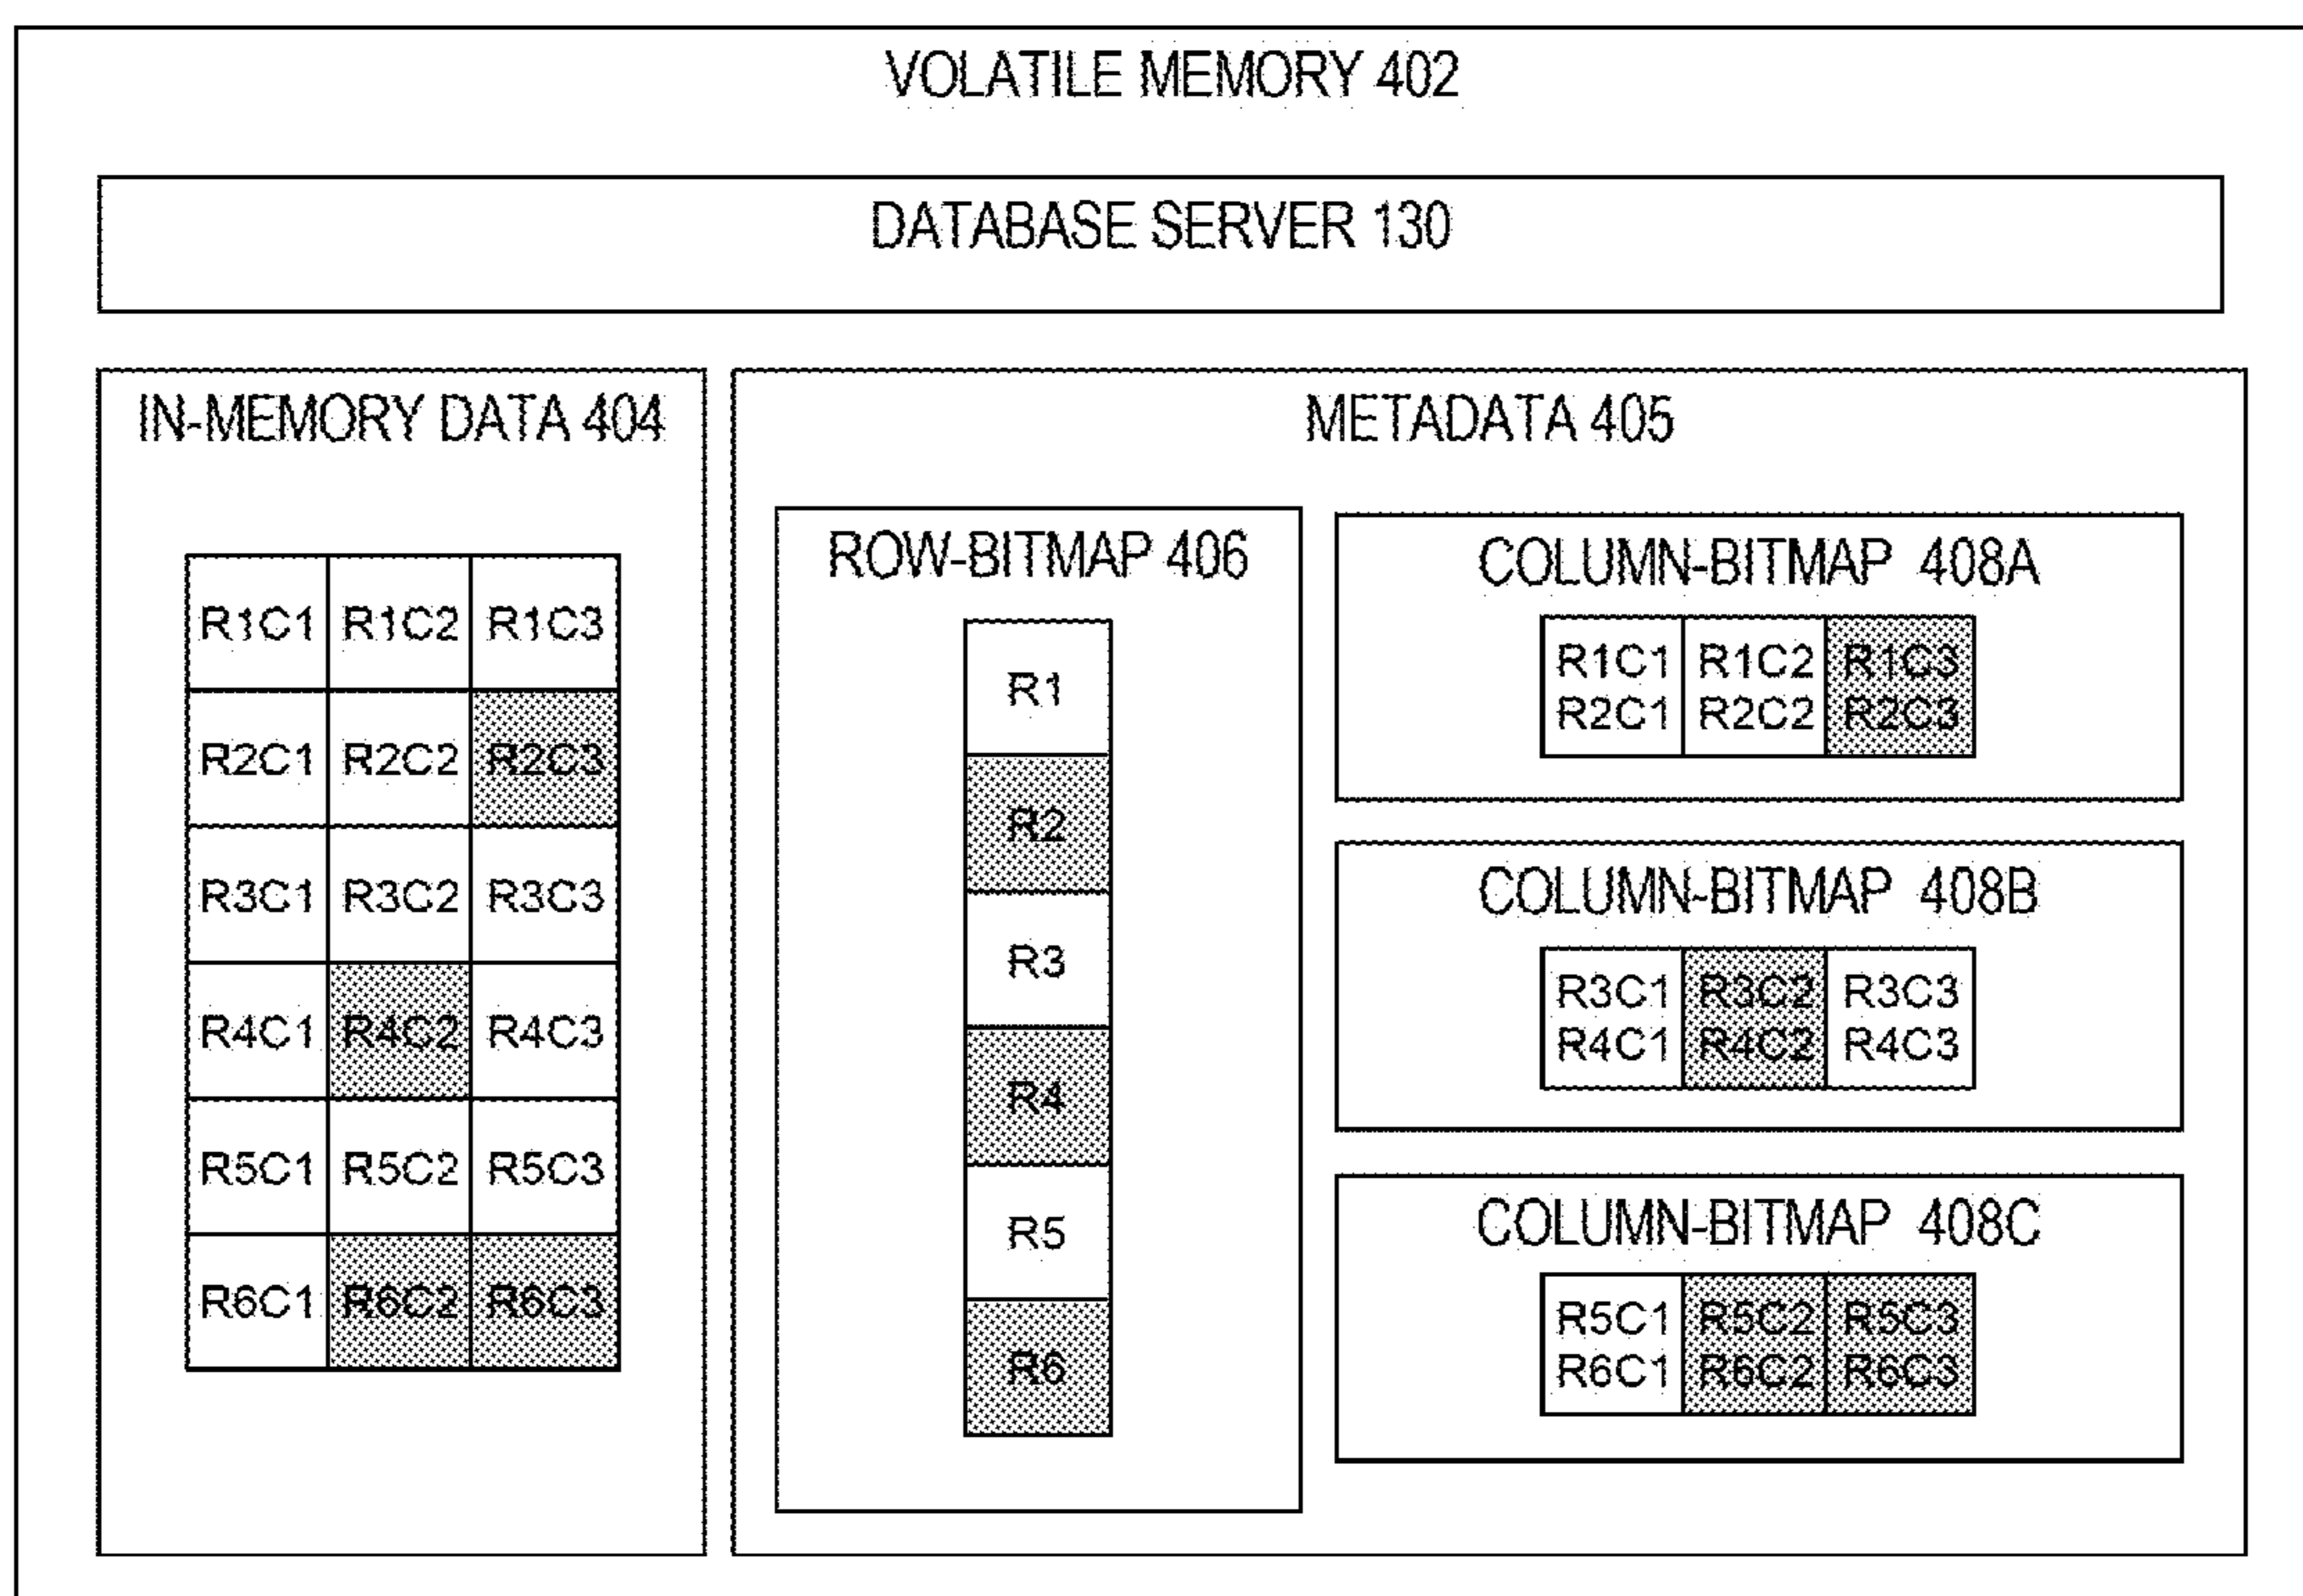 VOLATILE MEMORY 402
DATABASE SERVER 130
IN-MEMORY DATA 404
R1C1 R1C2 R1C3
R2C1 R2C2 R2C3
R3C1 R3C2 R3C3
R4C1 R4C2 R4C3
R5C1 R5C2 R5C3
R6C1 R6C2 R6C3
METADATA 405
ROW-BITMAP 406
R1
R2
R3
R4
R5
R6
COLUMN-BITMAP 408A
R1C1 R1C2 R1C3
R2C1 R2C2 R2C3
COLUMN-BITMAP 408B
R3C1 R3C2 R3C3
R4C1 R4C2 R4C3
COLUMN-BITMAP 408C
R5C1 R5C2 R5C3
R6C1 R6C2 R6C3